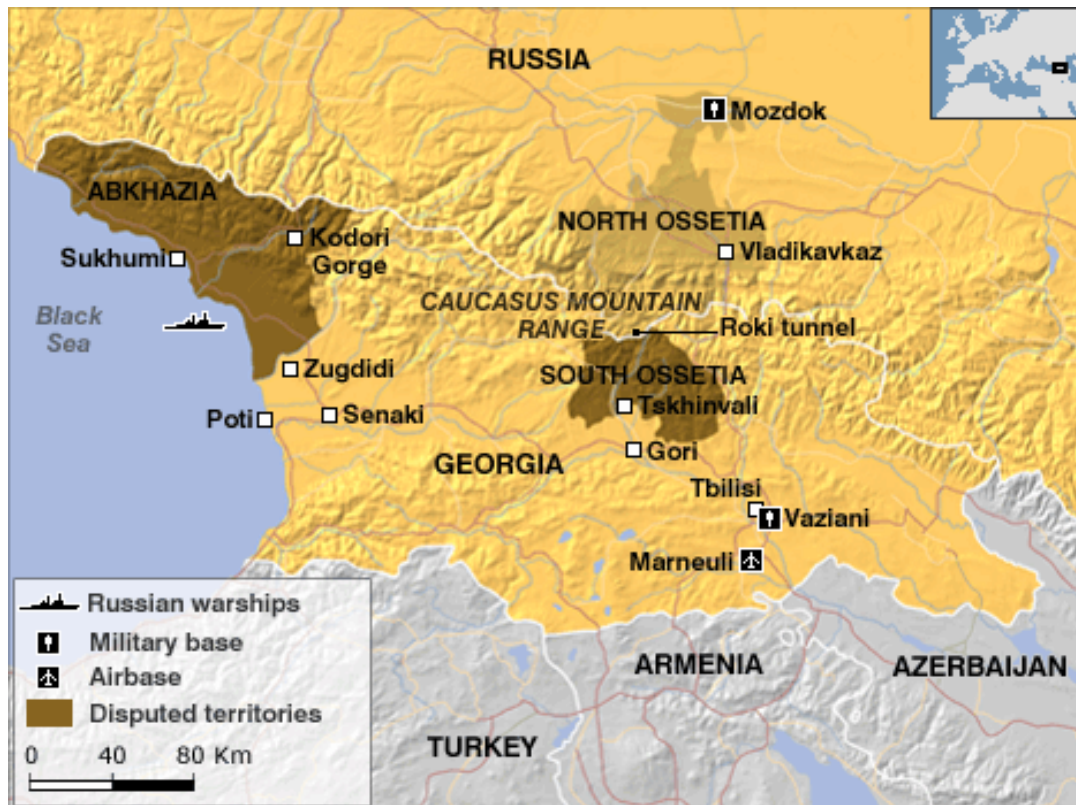 RUSSIA
Mozdok
ABKHAZIA
NORTH OSSETIA
Kodori
Gorge
Sukhumi
Vladikavkaz
CAUCASUS MOUNTAIN
RANGE
Black
Sea
Roki tunnel
Zugdidi
SOUTH OSSETIA
Tskhinvali
Poti
Senaki
Gori
GEORGIA
Tbilisi
Vaziani
Marneuli
Russian warships
Military base
Airbase
Disputed territories
0 40 80 Km
ARMENIA
AZERBAIJAN
TURKEY